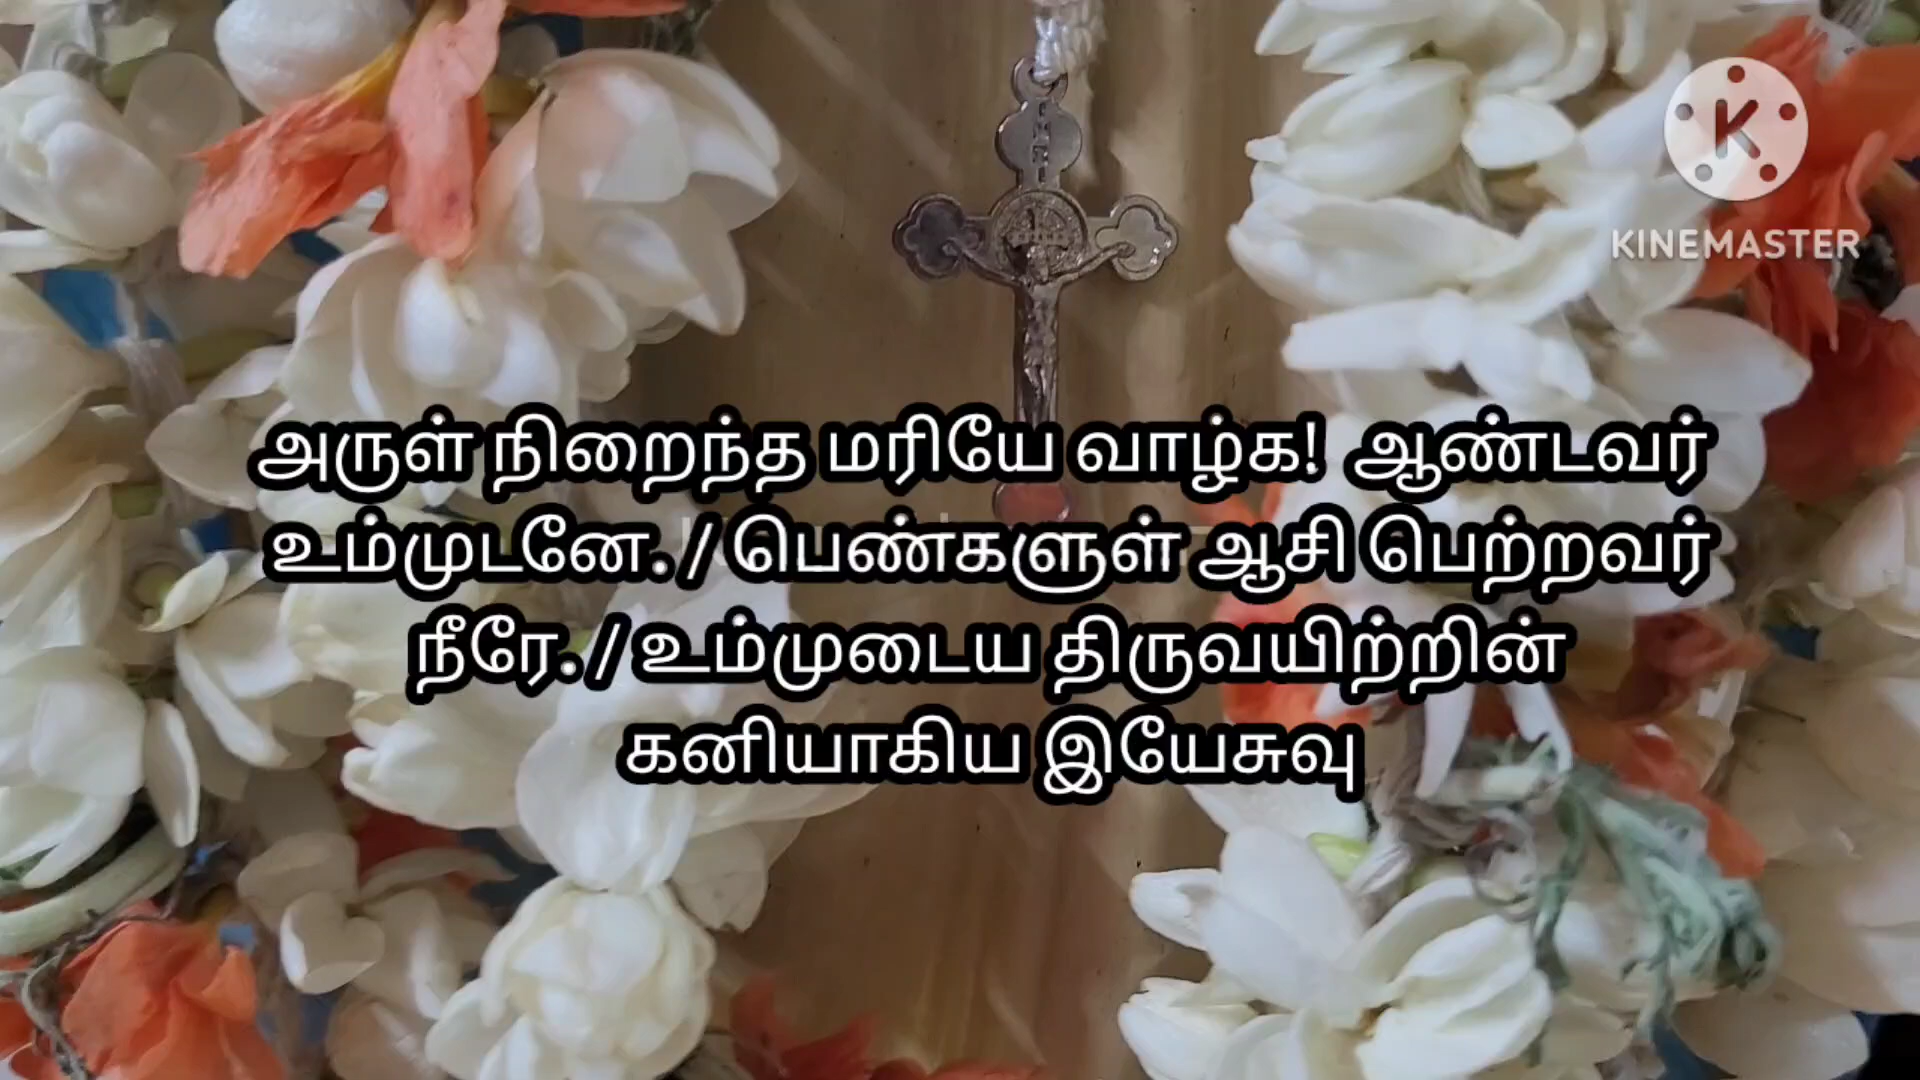 KINEMASTER
அருள் நிறைந்த மரியே வாழ்க! ஆண்டவர்
உம்முடனே. / பெண்களுள் ஆசி பெற்றவர்
நீரே. / உம்முடைய திருவயிற்றின்
கனியாகிய இயேசுவு